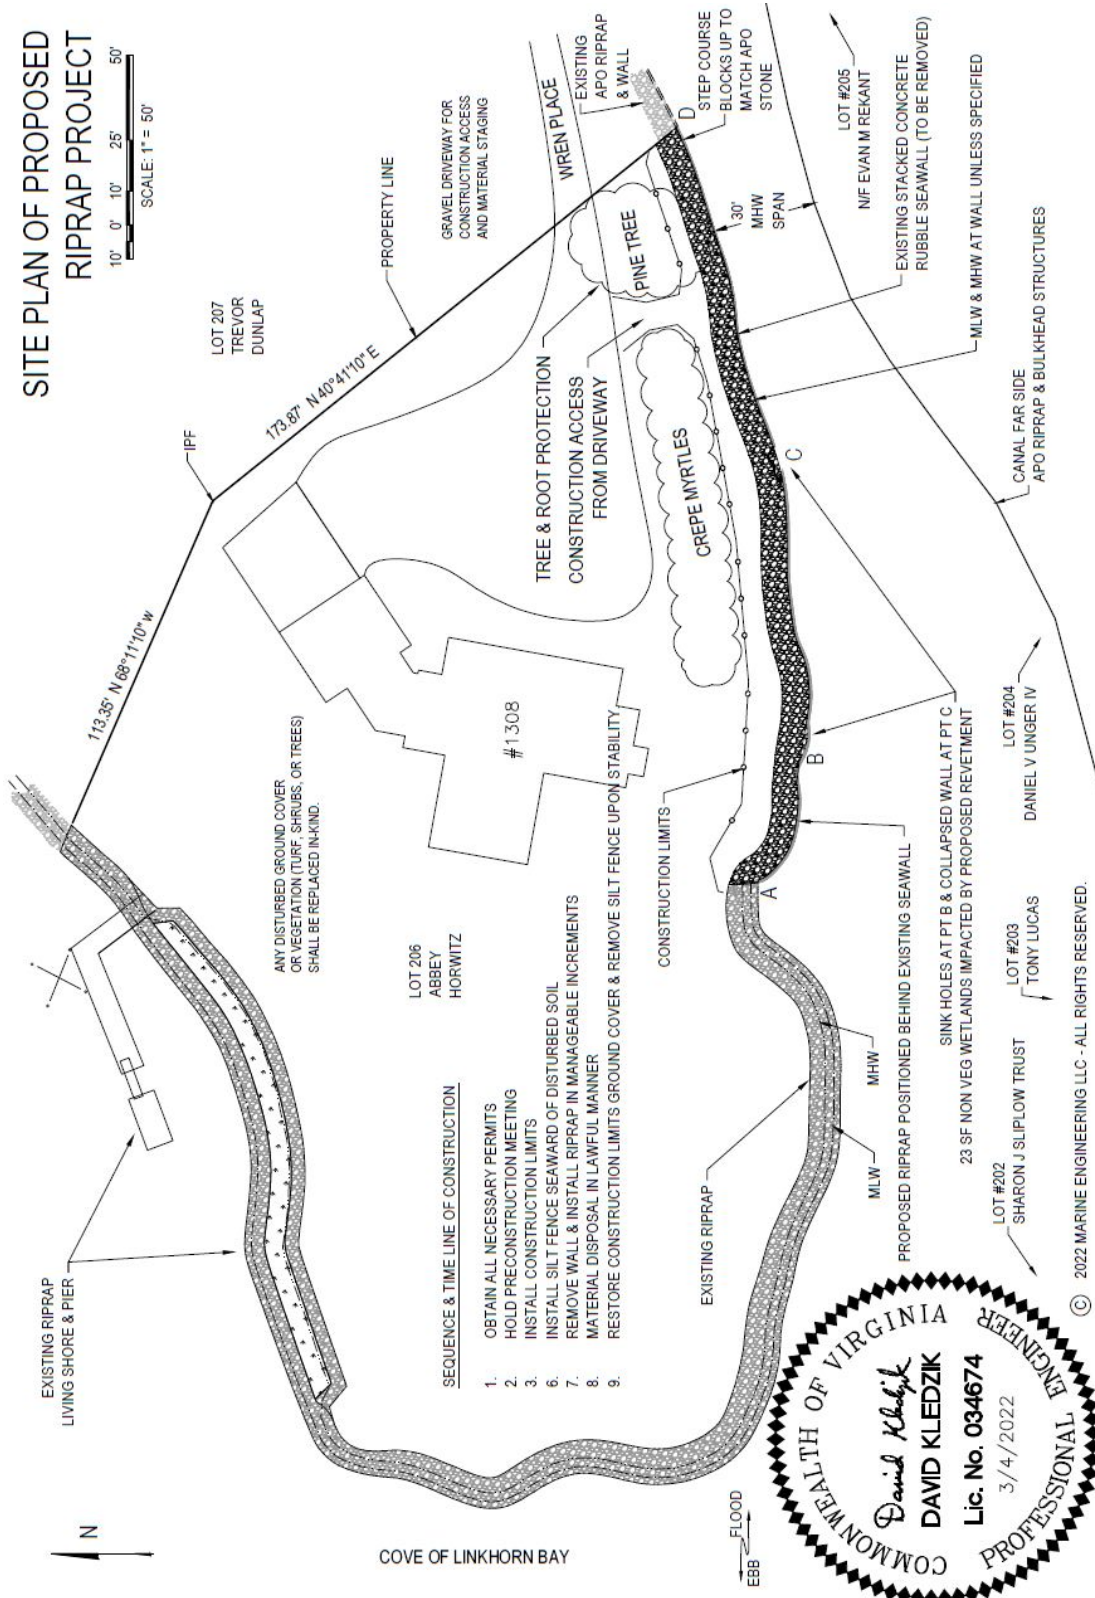 SITE PLAN OF PROPOSED
RIPRAP PROJECT
10' 0' 10' 25' 50'
SCALE: 1" = 50'
N
EXISTING RIPRAP
LIVING SHORE & PIER
113.35' N 68°11'10" W
IPF
LOT 207
TREVOR
DUNLAP
173.87' N 40°41'10" E
PROPERTY LINE
GRAVEL DRIVEWAY FOR
CONSTRUCTION ACCESS
AND MATERIAL STAGING
WREN PLACE
EXISTING
APO RIPRAP
& WALL
D
STEP COURSE
BLOCKS UP TO
MATCH APO
STONE
ANY DISTURBED GROUND COVER
OR VEGETATION (TURF, SHRUBS, OR TREES)
SHALL BE REPLACED IN-KIND.
LOT 206
ABBEY
HORWITZ
#1308
TREE & ROOT PROTECTION
CONSTRUCTION ACCESS
FROM DRIVEWAY
PINE TREE
CREPE MYRTLES
30'
MHW
SPAN
COVE OF LINKHORN BAY
SEQUENCE & TIME LINE OF CONSTRUCTION
1. OBTAIN ALL NECESSARY PERMITS
2. HOLD PRECONSTRUCTION MEETING
3. INSTALL CONSTRUCTION LIMITS
6. INSTALL SILT FENCE SEAWARD OF DISTURBED SOIL
7. REMOVE WALL & INSTALL RIPRAP IN MANAGEABLE INCREMENTS
8. MATERIAL DISPOSAL IN LAWFUL MANNER
9. RESTORE CONSTRUCTION LIMITS GROUND COVER & REMOVE SILT FENCE UPON STABILITY
CONSTRUCTION LIMITS
EXISTING RIPRAP
A
B
C
MLW
MHW
EBB
FLOOD
LOT #205
N/F EVAN M REKANT
EXISTING STACKED CONCRETE
RUBBLE SEAWALL (TO BE REMOVED)
MLW & MHW AT WALL UNLESS SPECIFIED
CANAL FAR SIDE
APO RIPRAP & BULKHEAD STRUCTURES
PROPOSED RIPRAP POSITIONED BEHIND EXISTING SEAWALL
SINK HOLES AT PT B & COLLAPSED WALL AT PT C
23 SF NON VEG WETLANDS IMPACTED BY PROPOSED REVETMENT
LOT #202
SHARON J SLIPLOW TRUST
LOT #203
TONY LUCAS
LOT #204
DANIEL V UNGER IV
COMMONWEALTH OF VIRGINIA
David Kledzik
DAVID KLEDZIK
Lic. No. 034674
3/4/2022
PROFESSIONAL ENGINEER
© 2022 MARINE ENGINEERING LLC - ALL RIGHTS RESERVED.